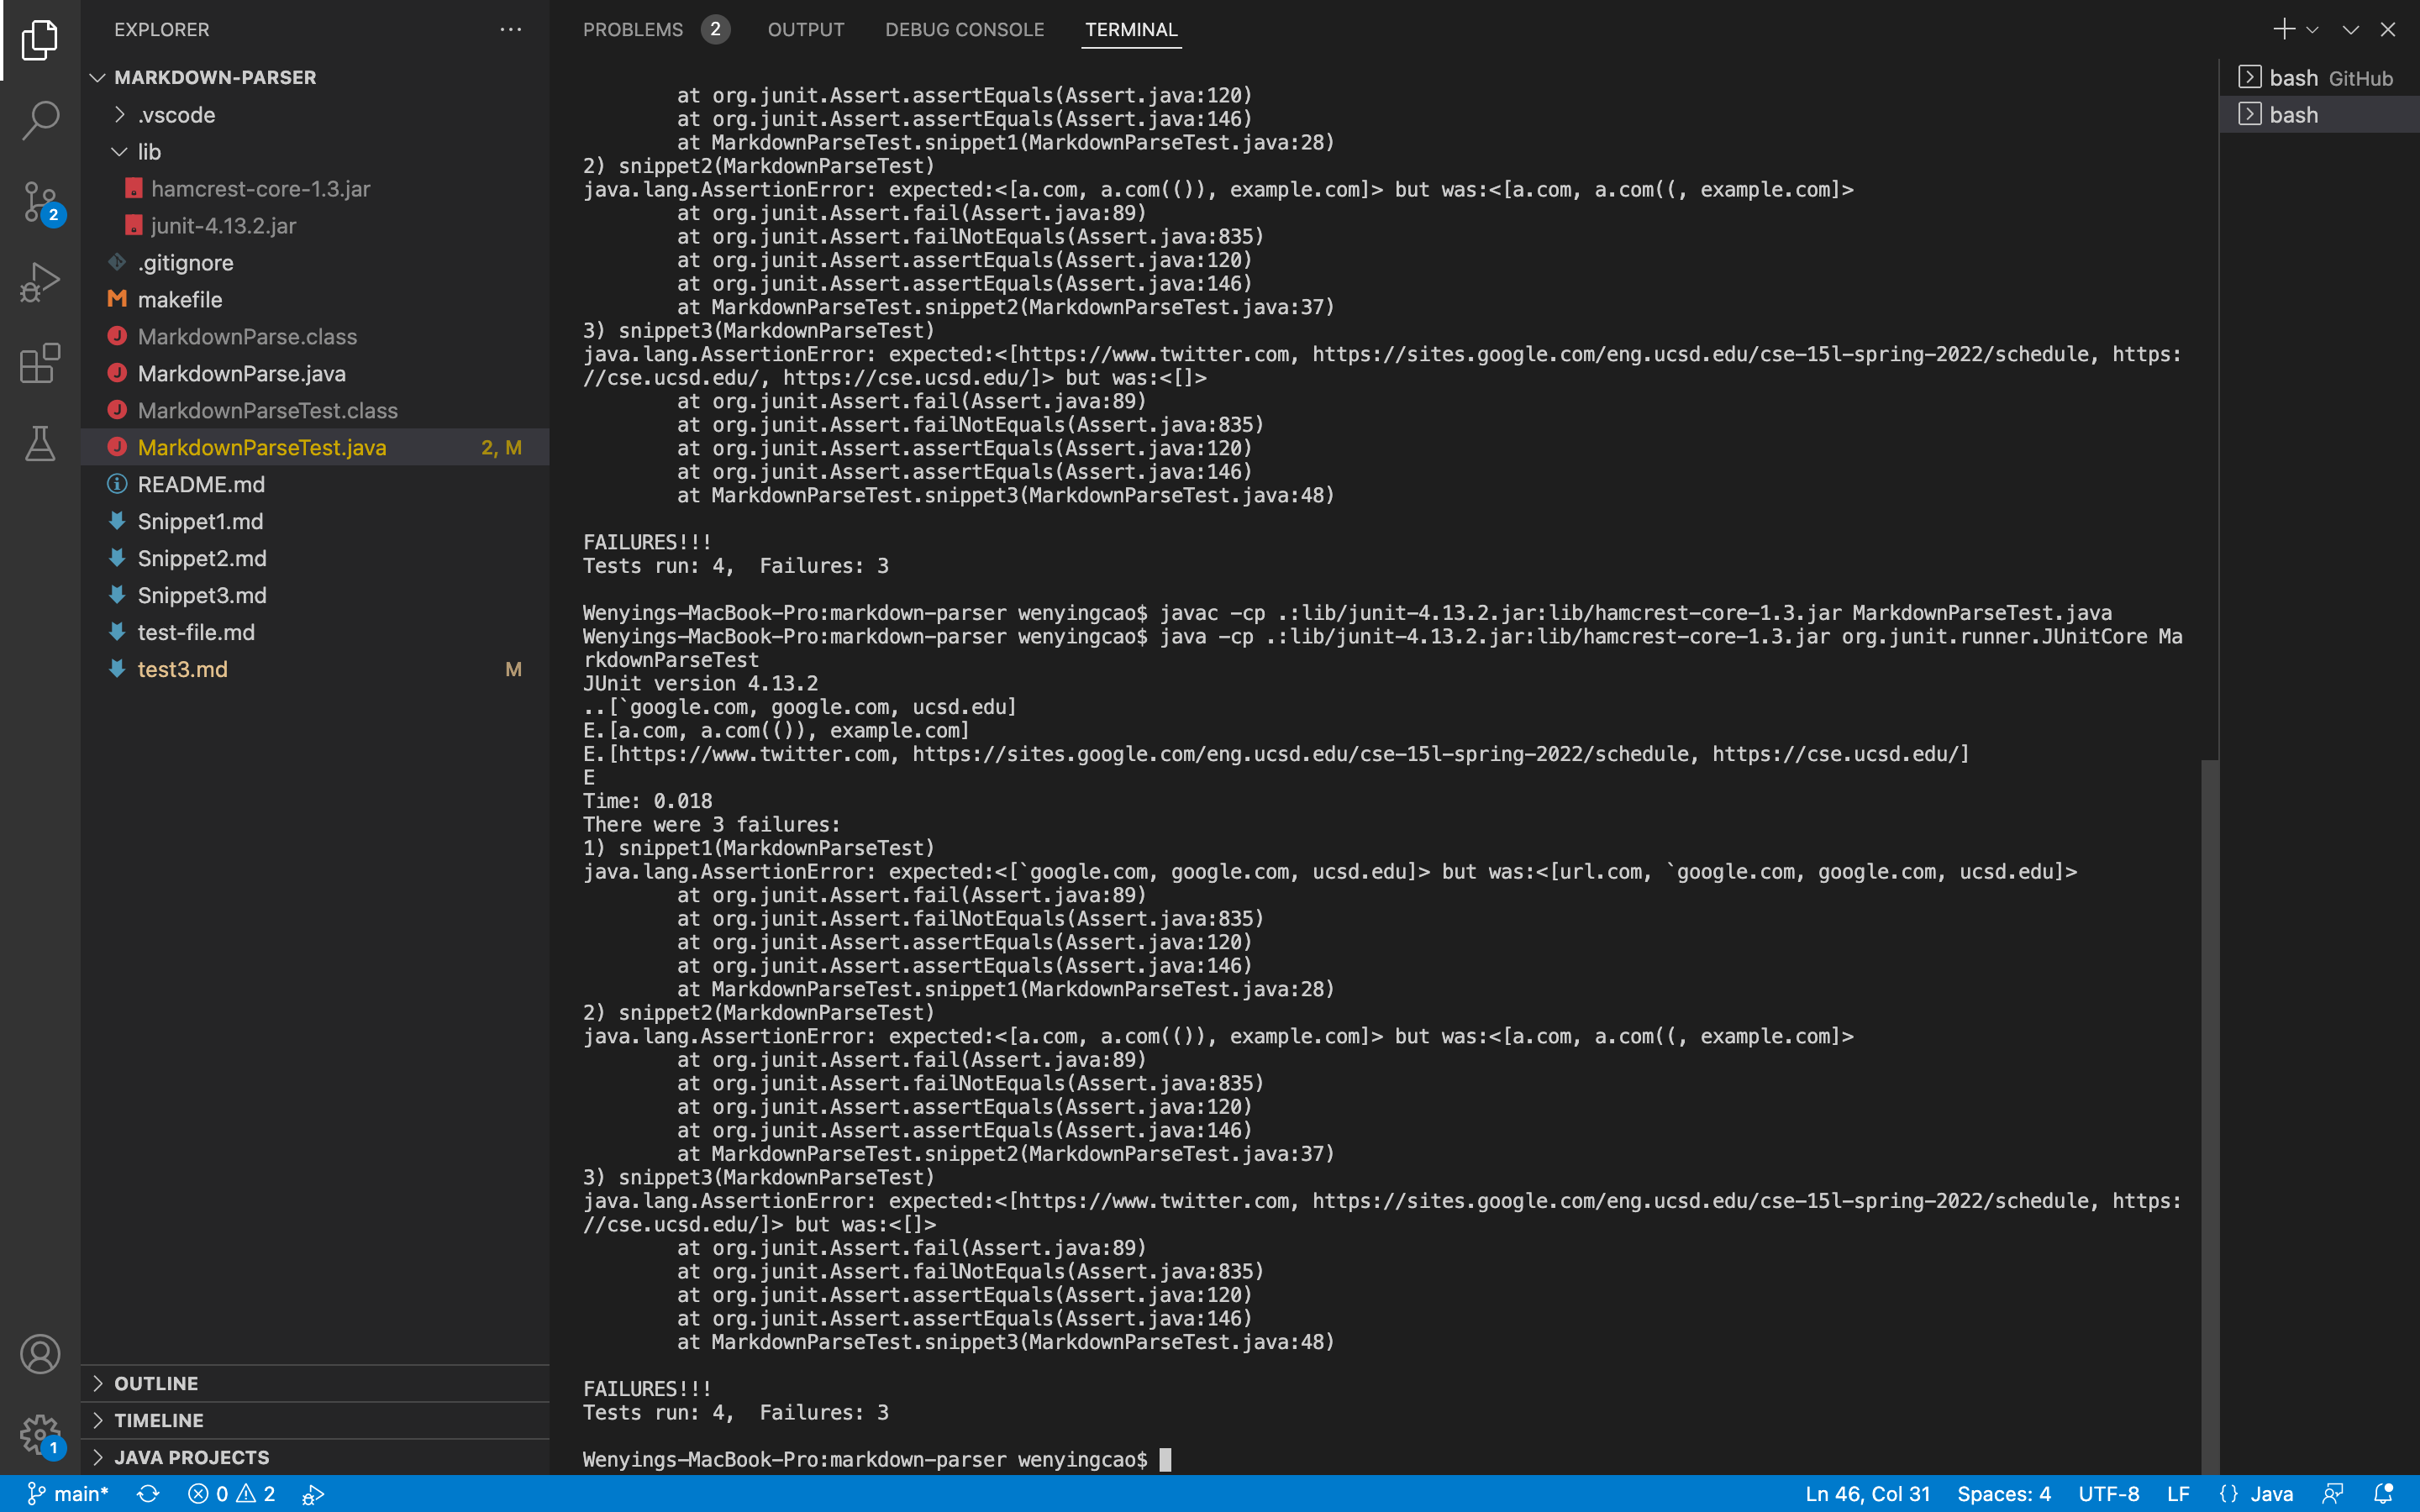 EXPLORER
MARKDOWN-PARSER
.vscode
lib
hamcrest-core-1.3.jar
junit-4.13.2.jar
.gitignore
makefile
MarkdownParse.class
MarkdownParse.java
MarkdownParseTest.class
MarkdownParseTest.java 2, M
README.md
Snippet1.md
Snippet2.md
Snippet3.md
test-file.md
test3.md M
OUTLINE
TIMELINE
JAVA PROJECTS
2
1
PROBLEMS 2 OUTPUT DEBUG CONSOLE TERMINAL
at org.junit.Assert.assertEquals(Assert.java:120)
at org.junit.Assert.assertEquals(Assert.java:146)
at MarkdownParseTest.snippet1(MarkdownParseTest.java:28)
2) snippet2(MarkdownParseTest)
java.lang.AssertionError: expected:<[a.com, a.com(()), example.com]> but was:<[a.com, a.com((, example.com]>
at org.junit.Assert.fail(Assert.java:89)
at org.junit.Assert.failNotEquals(Assert.java:835)
at org.junit.Assert.assertEquals(Assert.java:120)
at org.junit.Assert.assertEquals(Assert.java:146)
at MarkdownParseTest.snippet2(MarkdownParseTest.java:37)
3) snippet3(MarkdownParseTest)
java.lang.AssertionError: expected:<[https://www.twitter.com, https://sites.google.com/eng.ucsd.edu/cse-15l-spring-2022/schedule, https:
//cse.ucsd.edu/, https://cse.ucsd.edu/]> but was:<[]>
at org.junit.Assert.fail(Assert.java:89)
at org.junit.Assert.failNotEquals(Assert.java:835)
at org.junit.Assert.assertEquals(Assert.java:120)
at org.junit.Assert.assertEquals(Assert.java:146)
at MarkdownParseTest.snippet3(MarkdownParseTest.java:48)
FAILURES!!!
Tests run: 4,  Failures: 3
Wenyings-MacBook-Pro:markdown-parser wenyingcao$ javac -cp .:lib/junit-4.13.2.jar:lib/hamcrest-core-1.3.jar MarkdownParseTest.java
Wenyings-MacBook-Pro:markdown-parser wenyingcao$ java -cp .:lib/junit-4.13.2.jar:lib/hamcrest-core-1.3.jar org.junit.runner.JUnitCore Ma
rkdownParseTest
JUnit version 4.13.2
..[`google.com, google.com, ucsd.edu]
E.[a.com, a.com(()), example.com]
E.[https://www.twitter.com, https://sites.google.com/eng.ucsd.edu/cse-15l-spring-2022/schedule, https://cse.ucsd.edu/]
E
Time: 0.018
There were 3 failures:
1) snippet1(MarkdownParseTest)
java.lang.AssertionError: expected:<[`google.com, google.com, ucsd.edu]> but was:<[url.com, `google.com, google.com, ucsd.edu]>
at org.junit.Assert.fail(Assert.java:89)
at org.junit.Assert.failNotEquals(Assert.java:835)
at org.junit.Assert.assertEquals(Assert.java:120)
at org.junit.Assert.assertEquals(Assert.java:146)
at MarkdownParseTest.snippet1(MarkdownParseTest.java:28)
2) snippet2(MarkdownParseTest)
java.lang.AssertionError: expected:<[a.com, a.com(()), example.com]> but was:<[a.com, a.com((, example.com]>
at org.junit.Assert.fail(Assert.java:89)
at org.junit.Assert.failNotEquals(Assert.java:835)
at org.junit.Assert.assertEquals(Assert.java:120)
at org.junit.Assert.assertEquals(Assert.java:146)
at MarkdownParseTest.snippet2(MarkdownParseTest.java:37)
3) snippet3(MarkdownParseTest)
java.lang.AssertionError: expected:<[https://www.twitter.com, https://sites.google.com/eng.ucsd.edu/cse-15l-spring-2022/schedule, https:
//cse.ucsd.edu/]> but was:<[]>
at org.junit.Assert.fail(Assert.java:89)
at org.junit.Assert.failNotEquals(Assert.java:835)
at org.junit.Assert.assertEquals(Assert.java:120)
at org.junit.Assert.assertEquals(Assert.java:146)
at MarkdownParseTest.snippet3(MarkdownParseTest.java:48)
FAILURES!!!
Tests run: 4,  Failures: 3
Wenyings-MacBook-Pro:markdown-parser wenyingcao$
bash GitHub
bash
main* 0 2 Ln 46, Col 31 Spaces: 4 UTF-8 LF {} Java